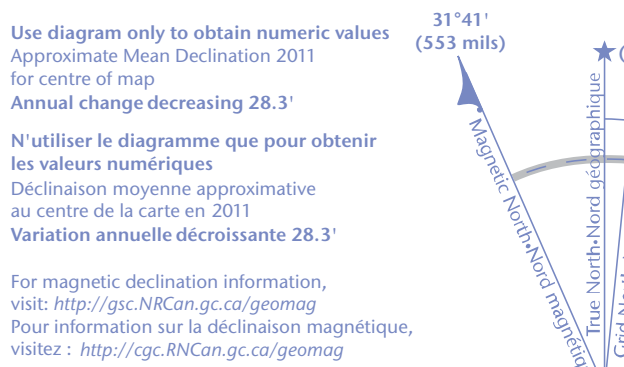 Use diagram only to obtain numeric values
Approximate Mean Declination 2011
for centre of map
Annual change decreasing 28.3'
N'utiliser le diagramme que pour obtenir
les valeurs numériques
Déclinaison moyenne approximative
au centre de la carte en 2011
Variation annuelle décroissante 28.3'
For magnetic declination information,
visit: http://gsc.NRCan.gc.ca/geomag
Pour information sur la déclinaison magnétique,
visitez : http://cgc.RNCan.gc.ca/geomag
31°41'
(553 mils)
Magnetic North•Nord magnétiq
True North•Nord géographique
Grid North